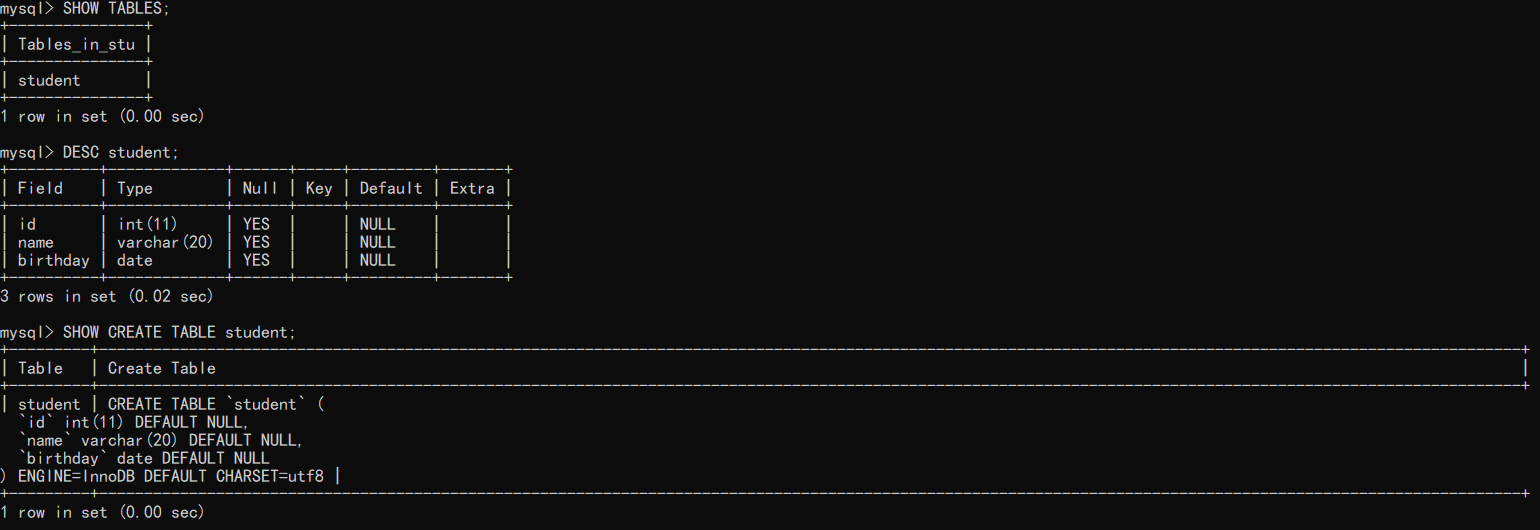 mysql> SHOW TABLES;
+---------------+
| Tables_in_stu |
+---------------+
| student       |
+---------------+
1 row in set (0.00 sec)
mysql> DESC student;
+----------+-------------+------+-----+---------+-------+
| Field    | Type        | Null | Key | Default | Extra |
+----------+-------------+------+-----+---------+-------+
| id       | int(11)     | YES  |     | NULL    |       |
| name     | varchar(20) | YES  |     | NULL    |       |
| birthday | date        | YES  |     | NULL    |       |
+----------+-------------+------+-----+---------+-------+
3 rows in set (0.02 sec)
mysql> SHOW CREATE TABLE student;
+---------+----------------------------------------------------------------------------------------------------------------------------------------------------------------+
| Table   | Create Table                                                                                                                                                   |
+---------+----------------------------------------------------------------------------------------------------------------------------------------------------------------+
| student | CREATE TABLE `student` (
  `id` int(11) DEFAULT NULL,
  `name` varchar(20) DEFAULT NULL,
  `birthday` date DEFAULT NULL
) ENGINE=InnoDB DEFAULT CHARSET=utf8 |
+---------+----------------------------------------------------------------------------------------------------------------------------------------------------------------+
1 row in set (0.00 sec)